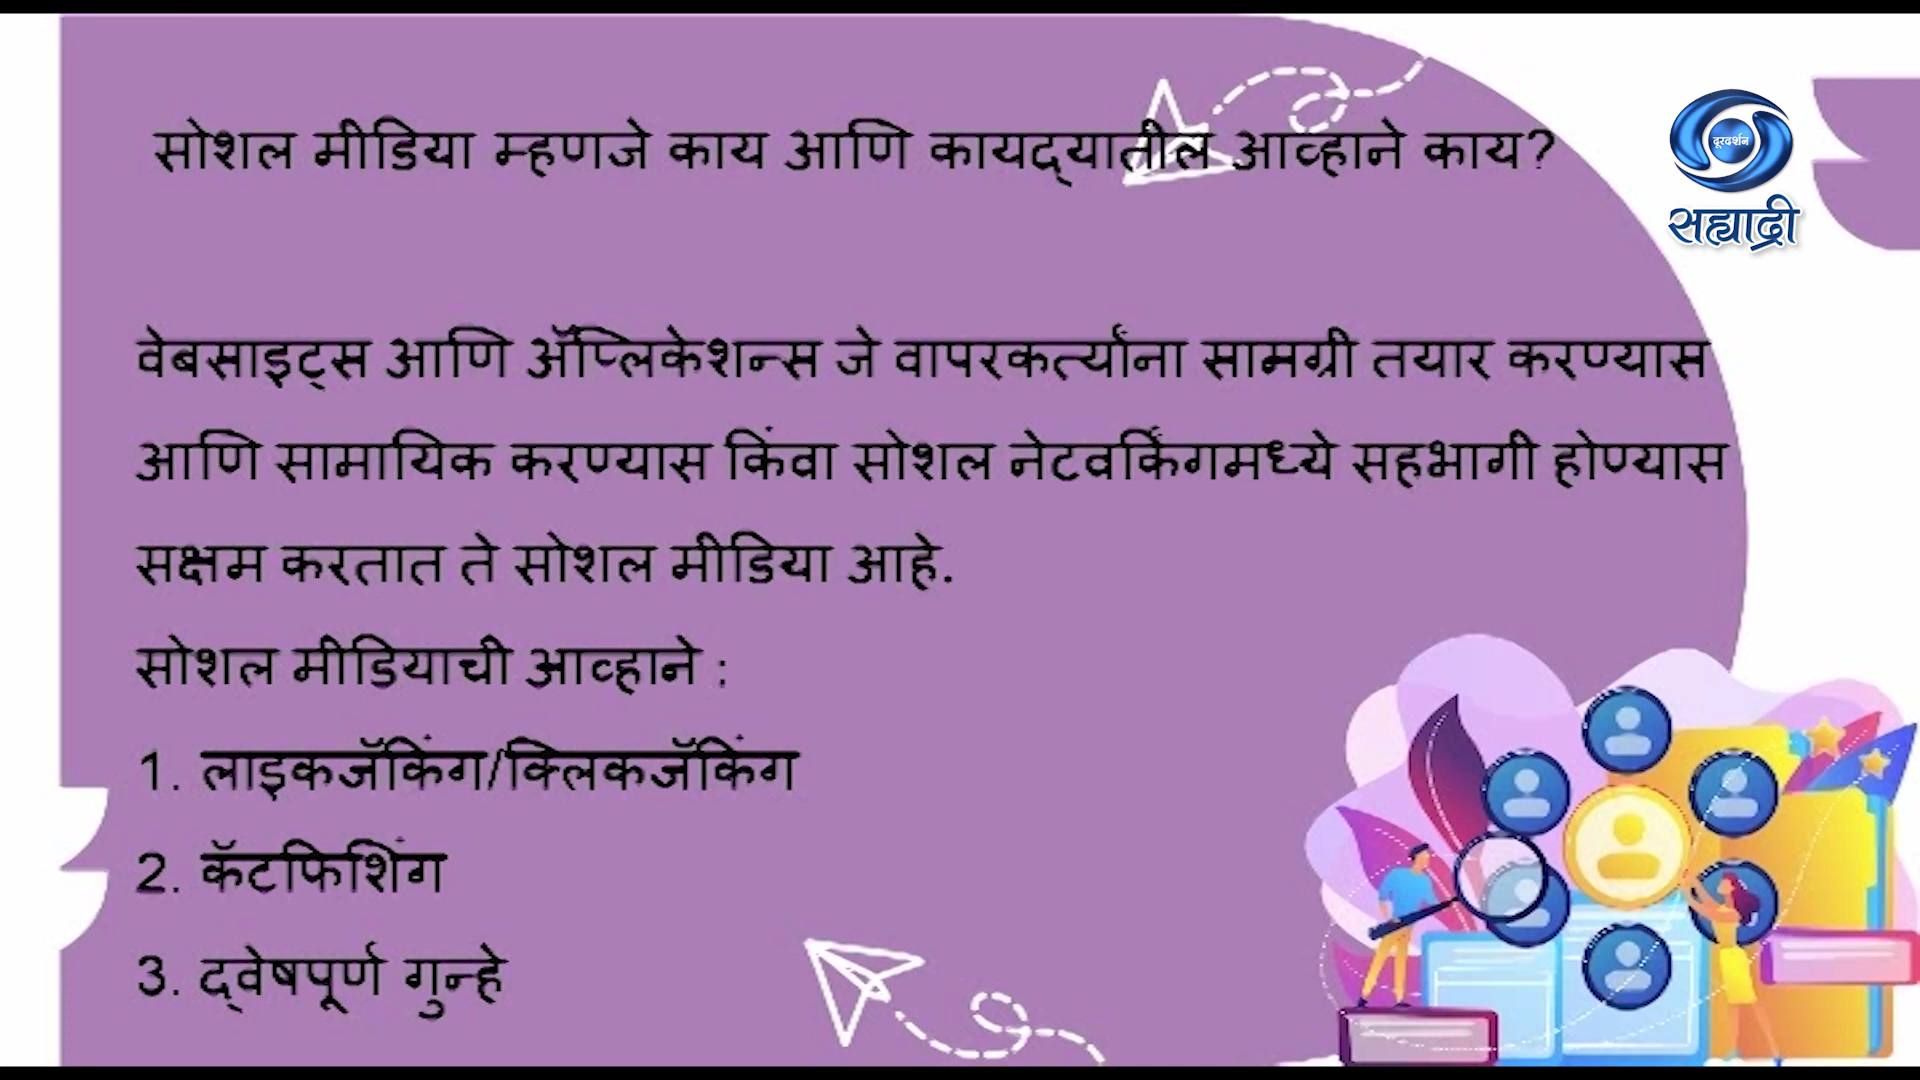 सोशल मीडिया म्हणजे काय आणि कायद्यातील आव्हाने काय?
दूरदर्शन
सह्याद्री
वेबसाइट्स आणि ॲप्लिकेशन्स जे वापरकर्त्यांना सामग्री तयार करण्यास
आणि सामायिक करण्यास किंवा सोशल नेटवर्किंगमध्ये सहभागी होण्यास
सक्षम करतात ते सोशल मीडिया आहे.
सोशल मीडियाची आव्हाने :
1. लाइकजॅकिंग/क्लिकजॅकिंग
2. कॅटफिशिंग
3. द्वेषपूर्ण गुन्हे